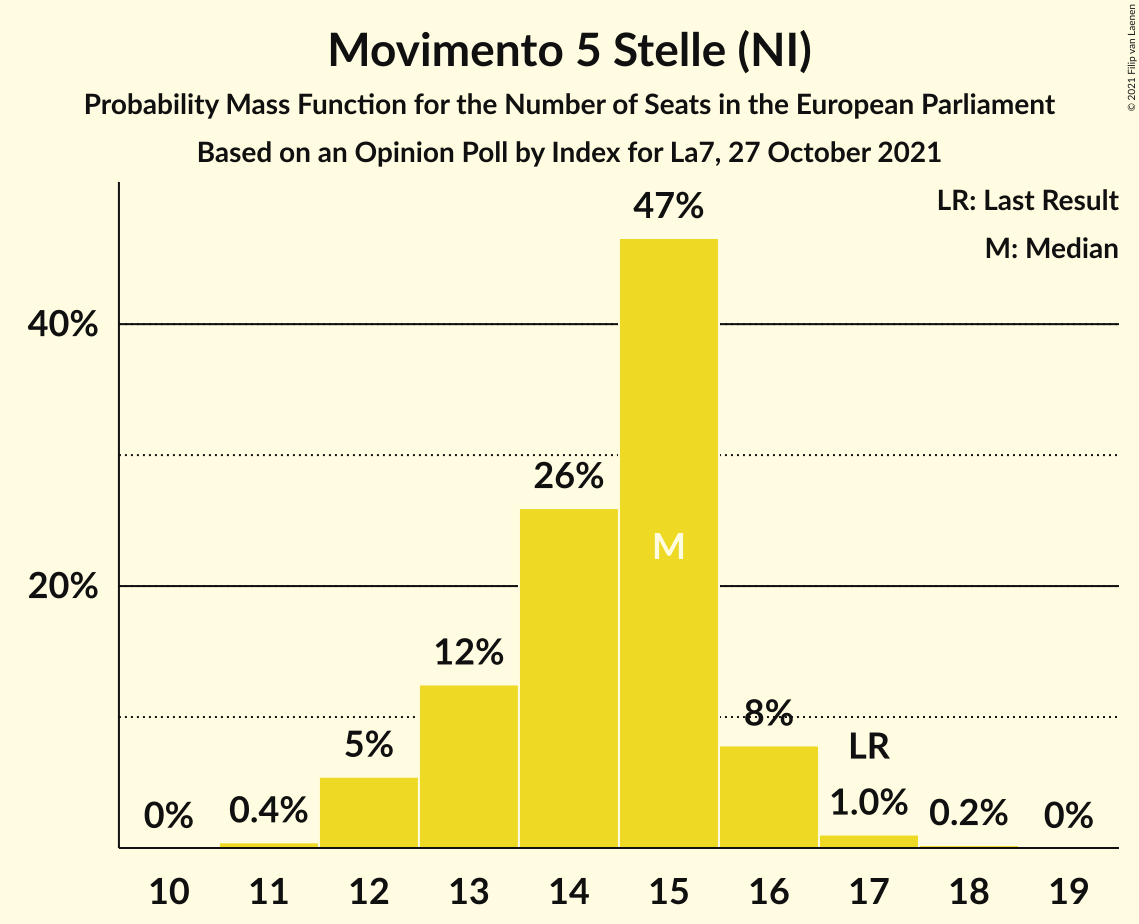 Movimento 5 Stelle (NI)
Probability Mass Function for the Number of Seats in the European Parliament
Based on an Opinion Poll by Index for La7, 27 October 2021
© 2021 Filip van Laenen
LR: Last Result
M: Median
47%
40%
26%
M
20%
12%
8%
5%
LR
0%
0.4%
1.0%
0.2%
0%
10 11 12 13 14 15 16 17 18 19